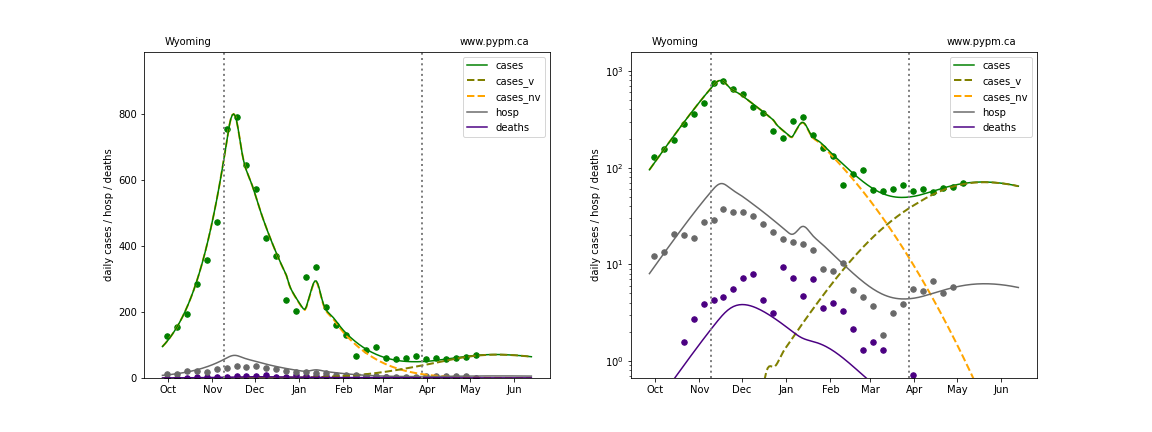 Wyoming www.pypm.ca
cases
cases_v
cases_nv
hosp
deaths
daily cases / hosp / deaths
800
600
400
200
0
Oct Nov Dec Jan Feb Mar Apr May Jun
Wyoming www.pypm.ca
cases
cases_v
cases_nv
hosp
deaths
daily cases / hosp / deaths
10³
10²
10¹
10⁰
Oct Nov Dec Jan Feb Mar Apr May Jun